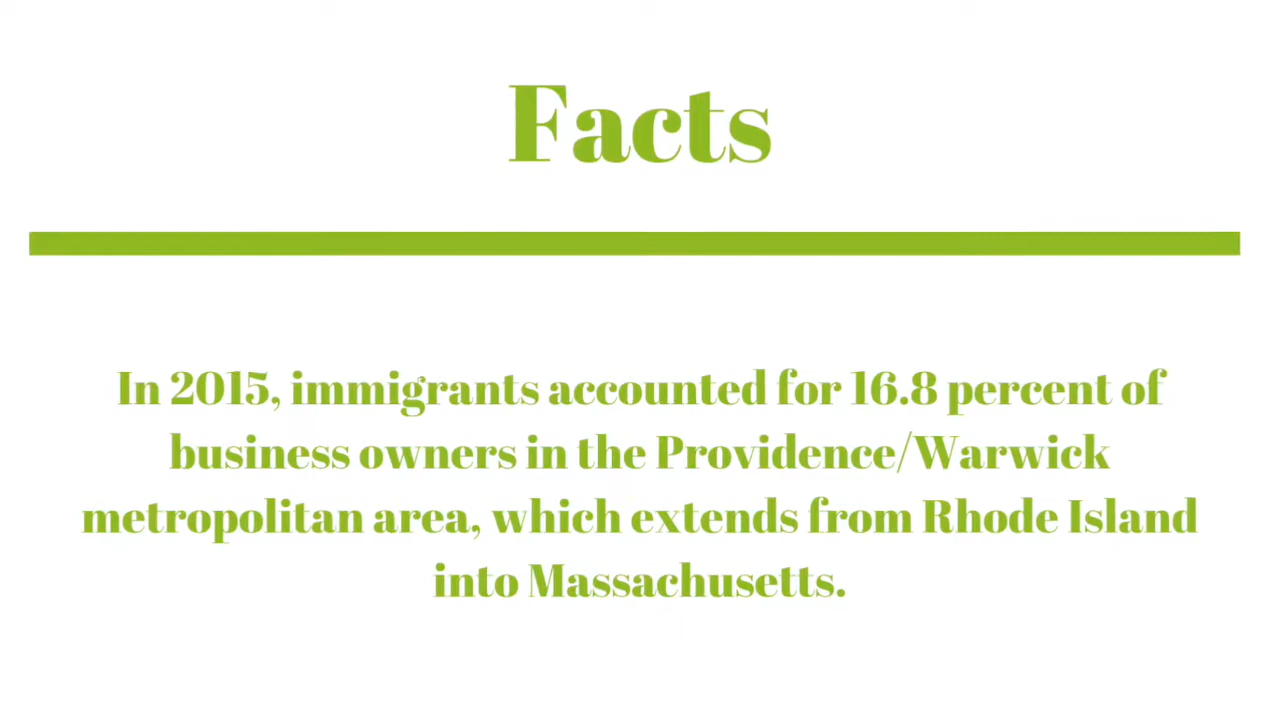 Facts
In 2015, immigrants accounted for 16.8 percent of
business owners in the Providence/Warwick
metropolitan area, which extends from Rhode Island
into Massachusetts.